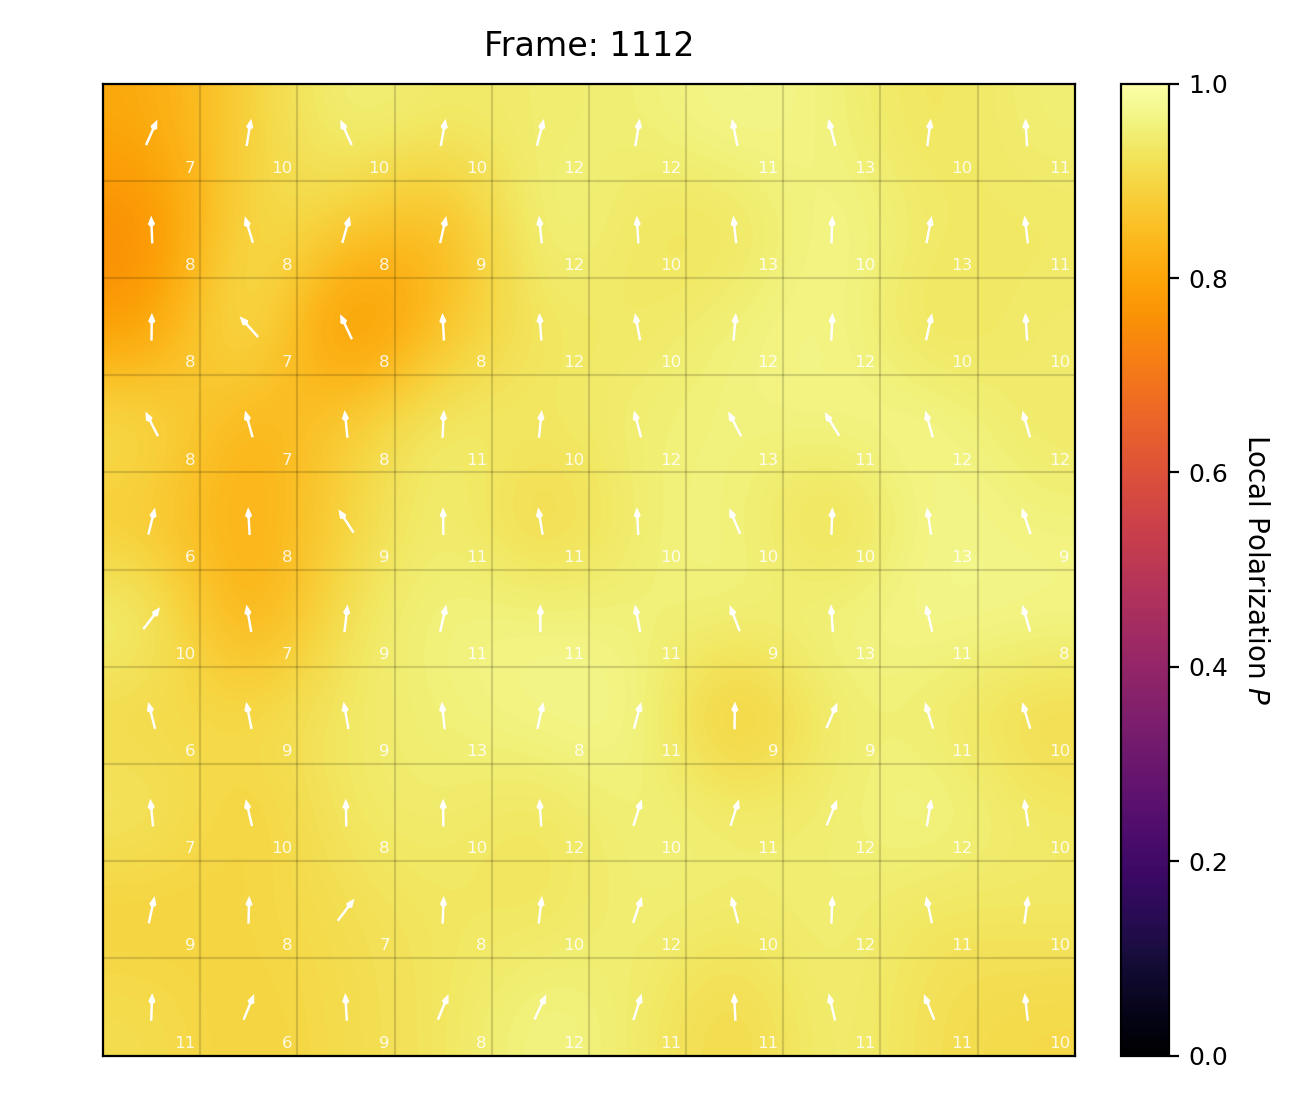 Frame: 1112
7 10 10 10 12 12 11 13 10 11
8 8 8 9 12 10 13 10 13 11
8 7 8 8 12 10 12 12 10 10
8 7 8 11 10 12 13 11 12 12
6 8 9 11 11 10 10 10 13 9
10 7 9 11 11 11 9 13 11 8
6 9 9 13 8 11 9 9 11 10
7 10 8 10 12 10 11 12 12 10
9 8 7 8 10 12 10 12 11 10
11 6 9 8 12 11 11 11 11 10
1.0
0.8
0.6
0.4
0.2
0.0
Local Polarization P